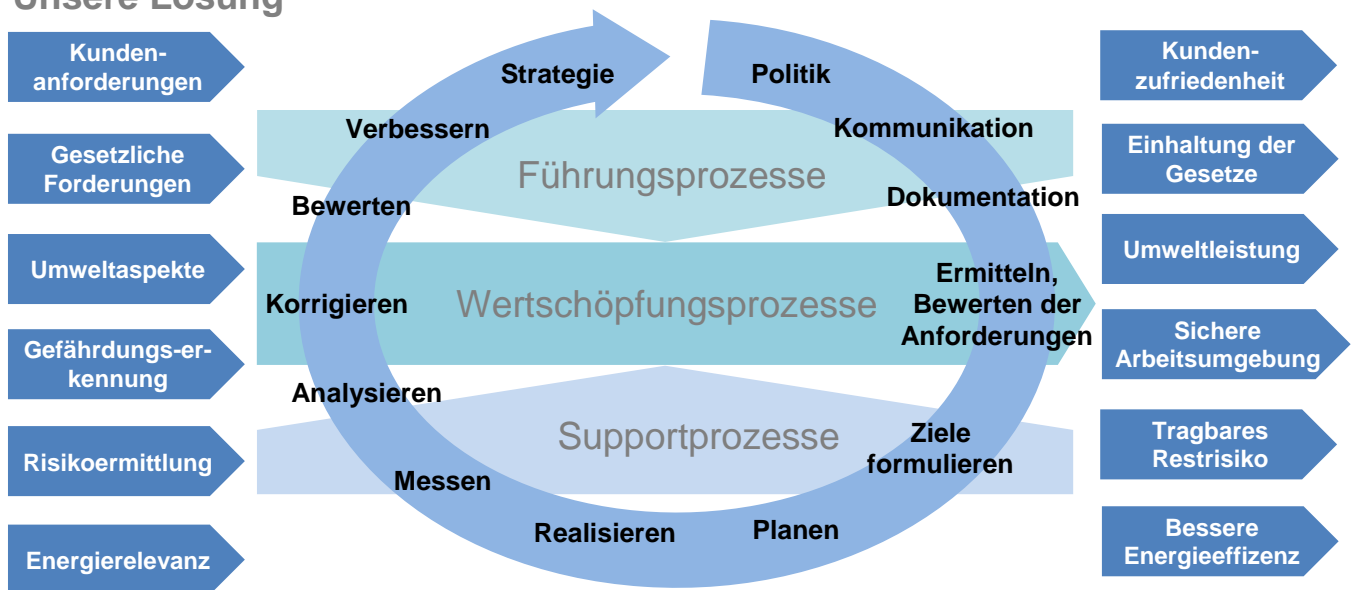 Unsere Lösung
Kunden-
anforderungen
Gesetzliche
Forderungen
Umweltaspekte
Gefährdungs-er-
kennung
Risikoermittlung
Energierelevanz
Strategie
Politik
Verbessern
Kommunikation
Führungsprozesse
Bewerten
Dokumentation
Korrigieren
Wertschöpfungsprozesse
Ermitteln,
Bewerten der
Anforderungen
Analysieren
Supportprozesse
Ziele
formulieren
Messen
Realisieren
Planen
Kunden-
zufriedenheit
Einhaltung der
Gesetze
Umweltleistung
Sichere
Arbeitsumgebung
Tragbares
Restrisiko
Bessere
Energieeffizenz